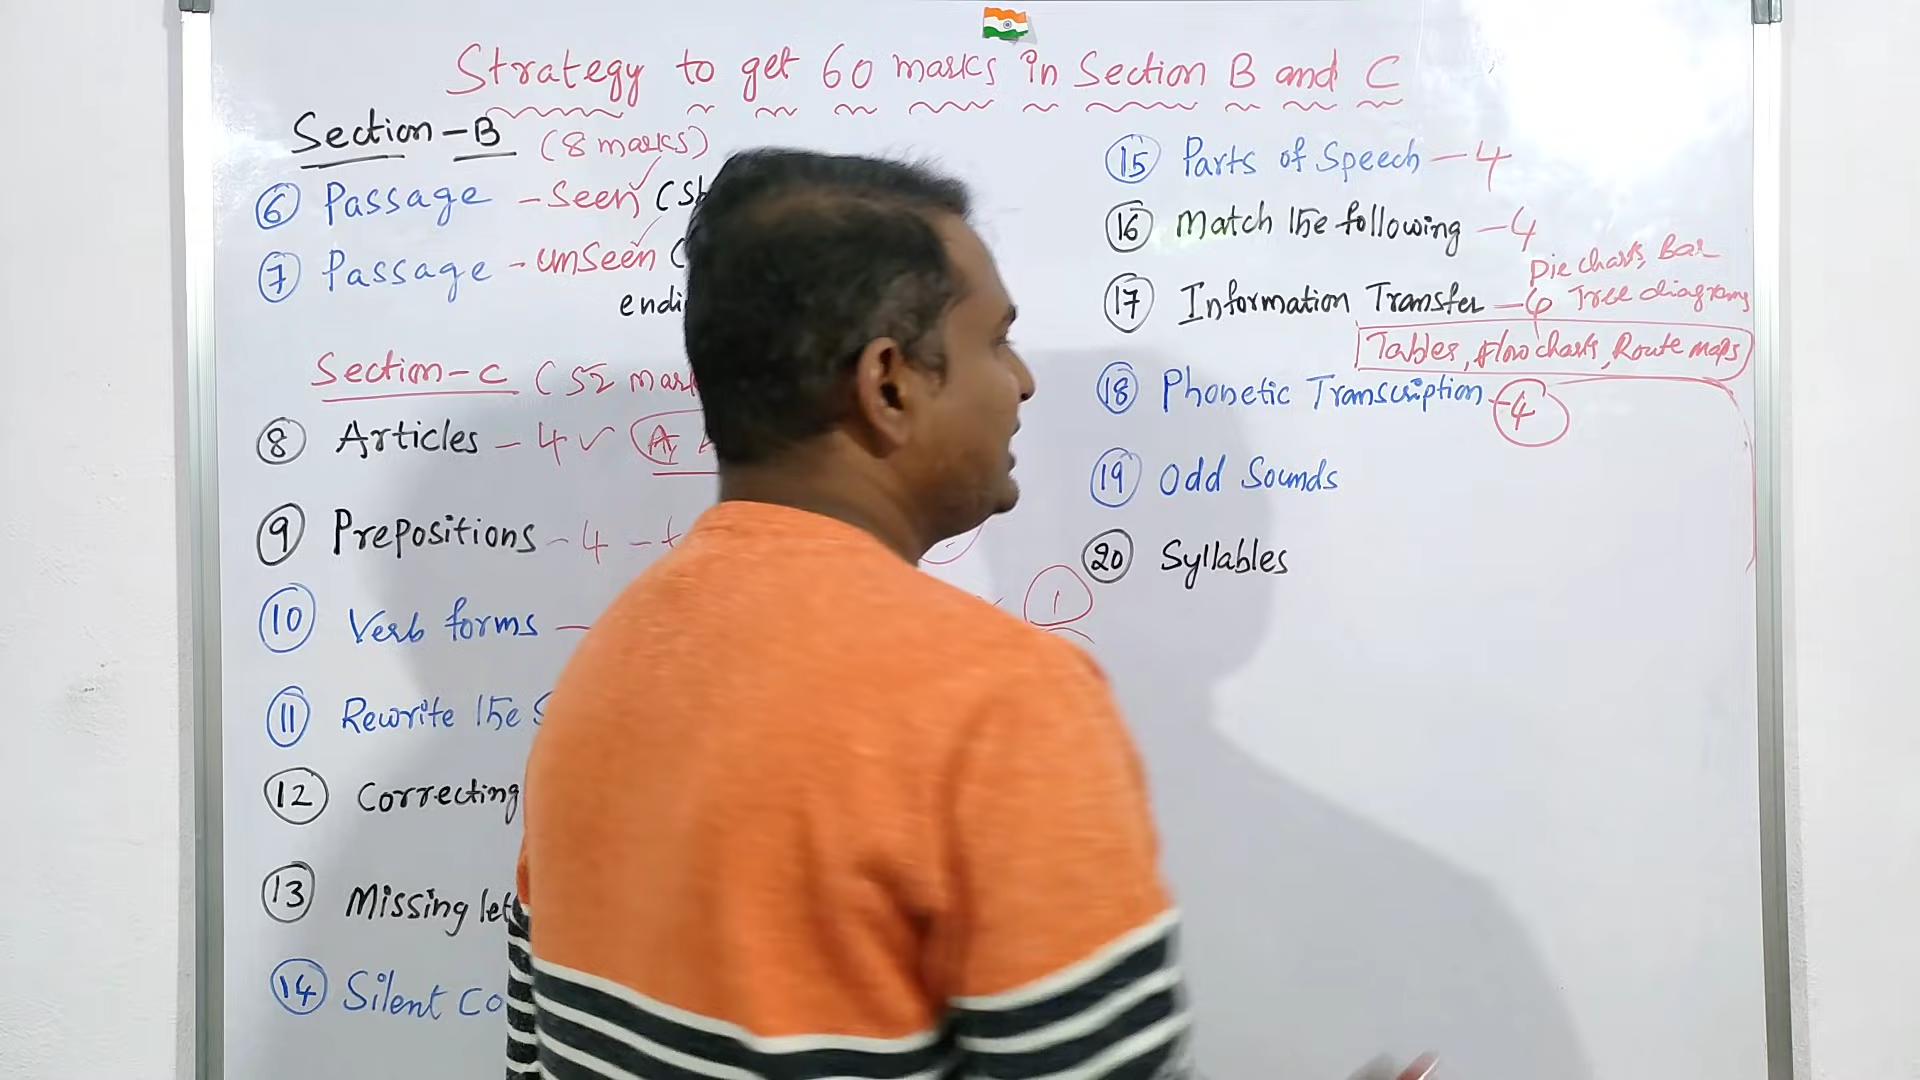 Strategy to get 60 marks in Section B and C
Section-B (8 marks)
6 Passage - Seen (
7 Passage - unseen (
endi
Section-C (52 mar
8 Articles - 4 ✓ A,
9 Prepositions - 4 - t
10 Verb forms -
11 Rewrite the S
12 Correcting
13 Missing let
14 Silent Co
1
15 Parts of Speech - 4
16 Match the following - 4
Pie charts, Bar
17 Information Transfer - Tree diagrams
Tables, flow charts, Route maps
18 Phonetic Transcription - 4
19 Odd Sounds
20 Syllables